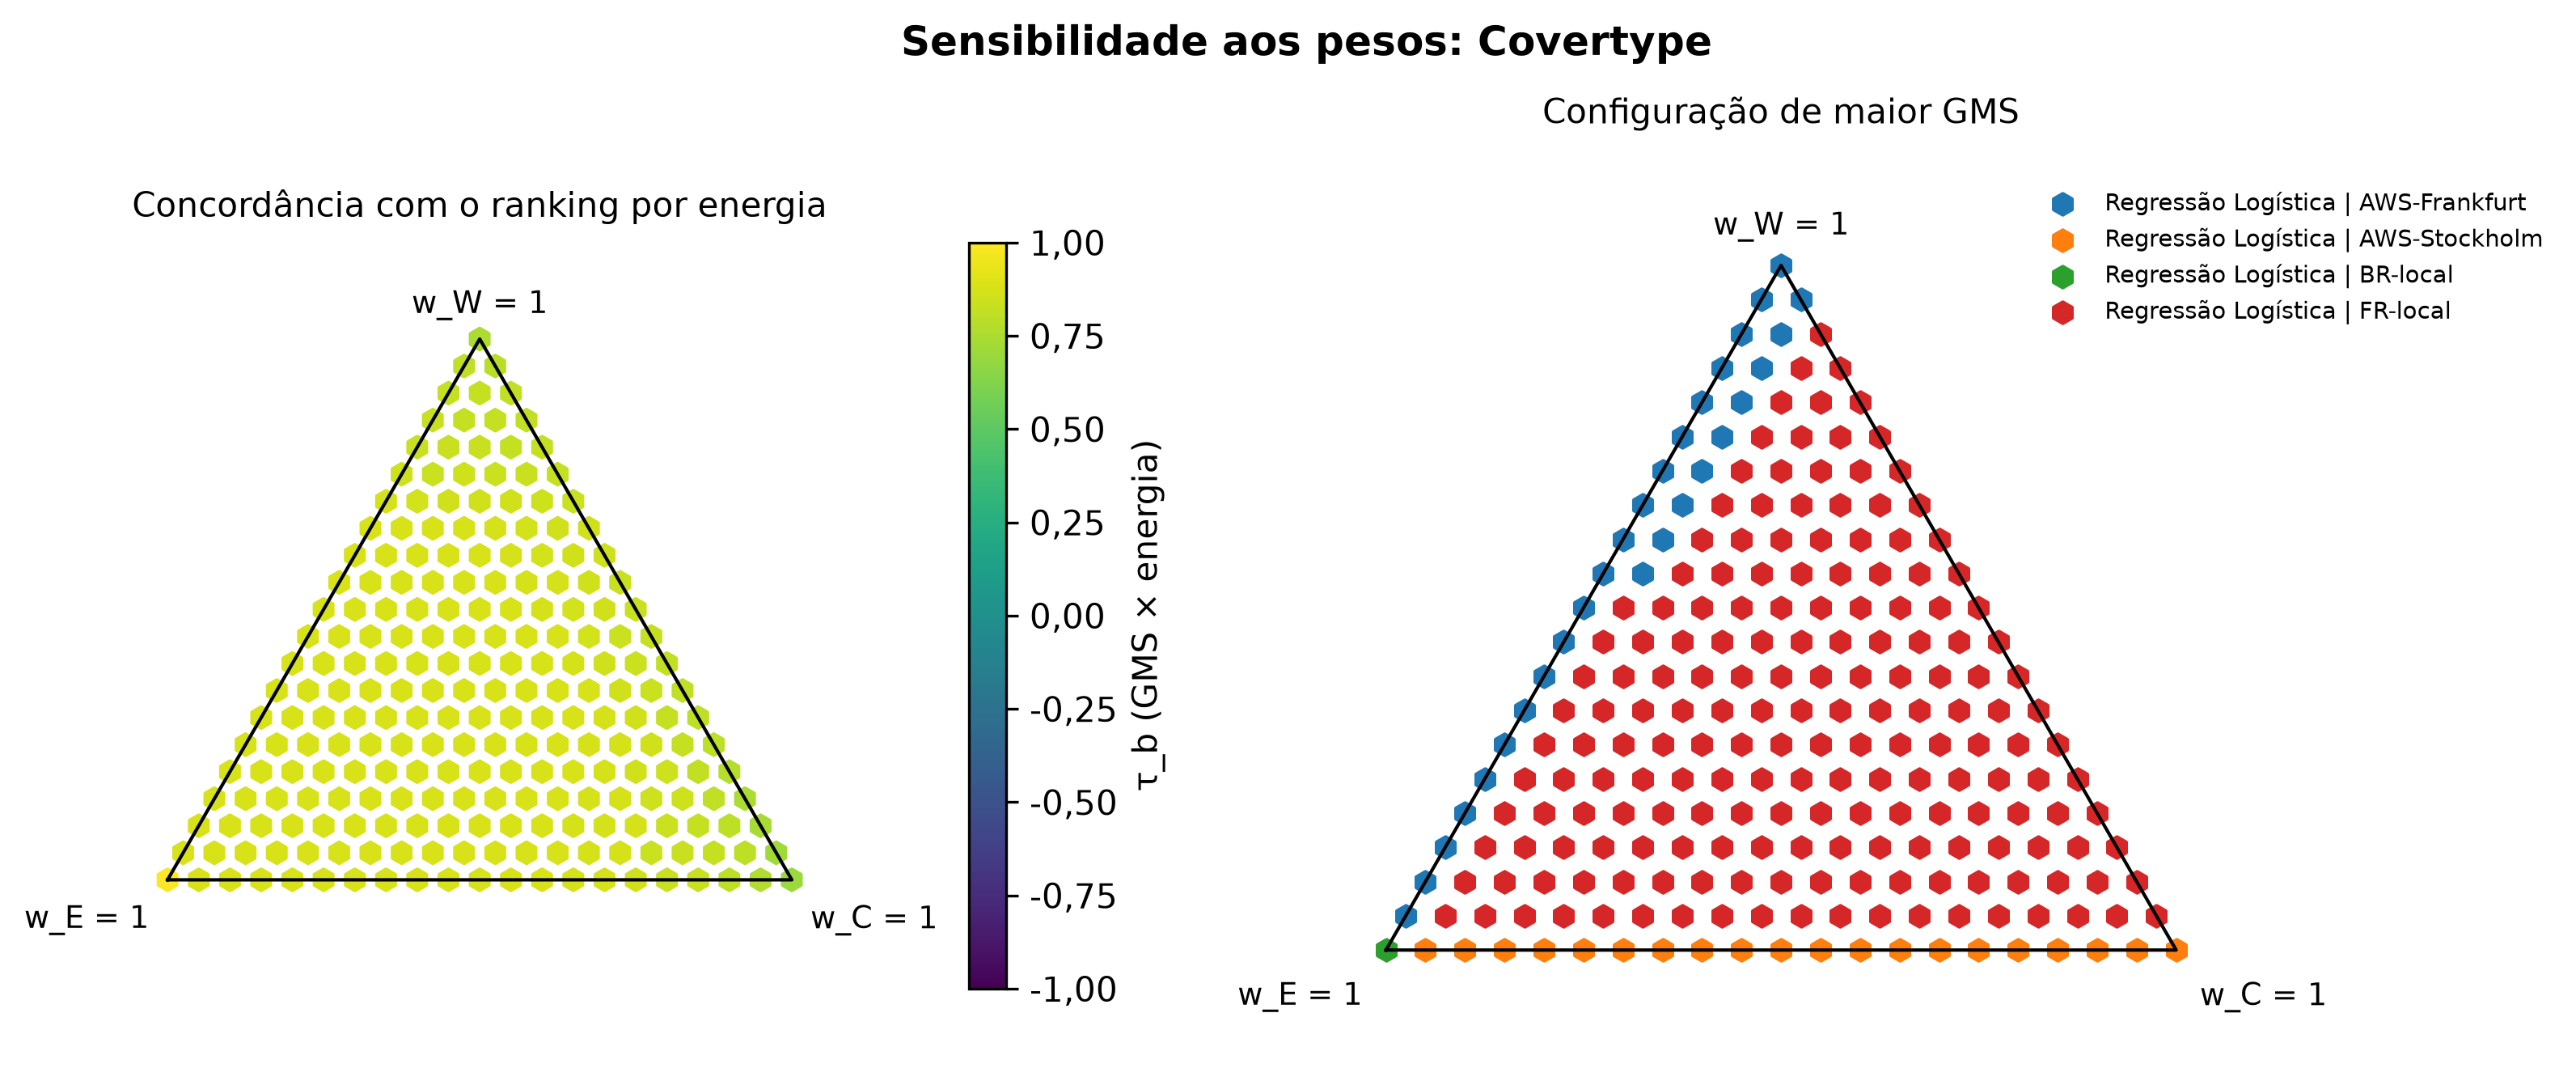 Sensibilidade aos pesos: Covertype
Concordância com o ranking por energia
w_W = 1
w_E = 1
w_C = 1
1,00
0,75
0,50
0,25
0,00
-0,25
-0,50
-0,75
-1,00
τ_b (GMS × energia)
Configuração de maior GMS
w_W = 1
w_E = 1
w_C = 1
Regressão Logística | AWS-Frankfurt
Regressão Logística | AWS-Stockholm
Regressão Logística | BR-local
Regressão Logística | FR-local